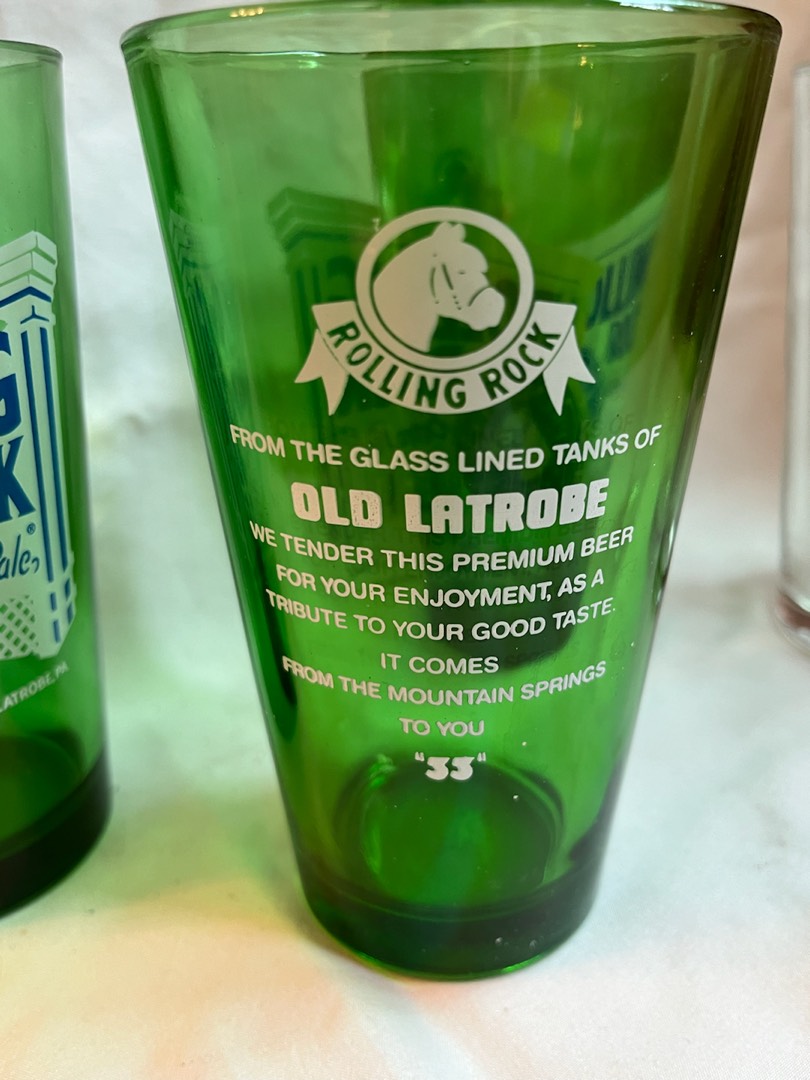 ROLLING ROCK
FROM THE GLASS LINED TANKS OF
OLD LATROBE
WE TENDER THIS PREMIUM BEER
FOR YOUR ENJOYMENT, AS A
TRIBUTE TO YOUR GOOD TASTE.
IT COMES
FROM THE MOUNTAIN SPRINGS
TO YOU
"33"
G
K
ale,®
LATROBE, PA